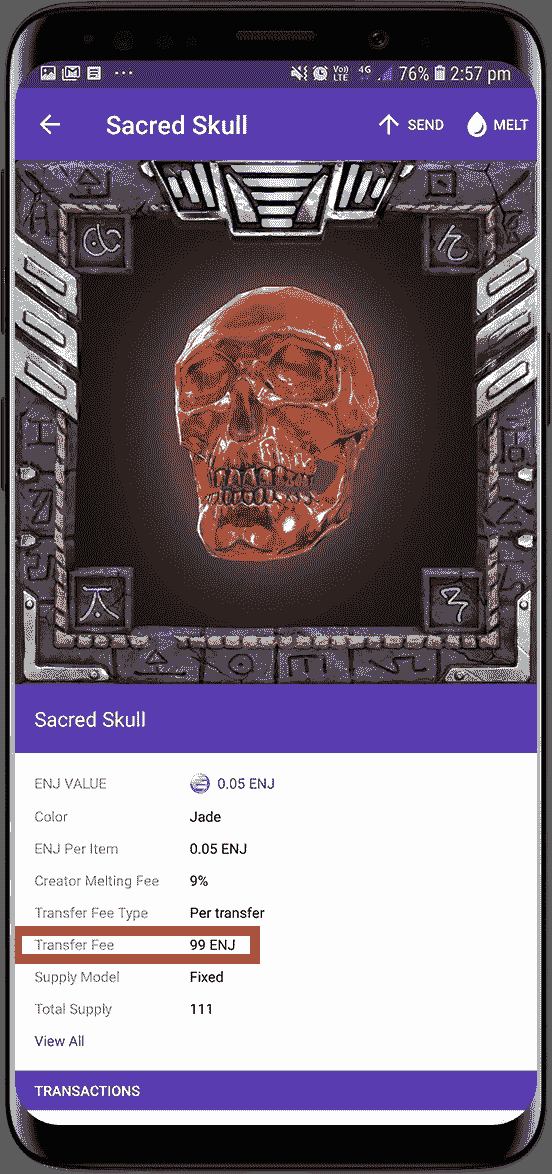 Vo)) LTE 4G 76% 2:57 pm
Sacred Skull SEND MELT
Sacred Skull
ENJ VALUE 0.05 ENJ
Color Jade
ENJ Per Item 0.05 ENJ
Creator Melting Fee 9%
Transfer Fee Type Per transfer
Transfer Fee 99 ENJ
Supply Model Fixed
Total Supply 111
View All
TRANSACTIONS